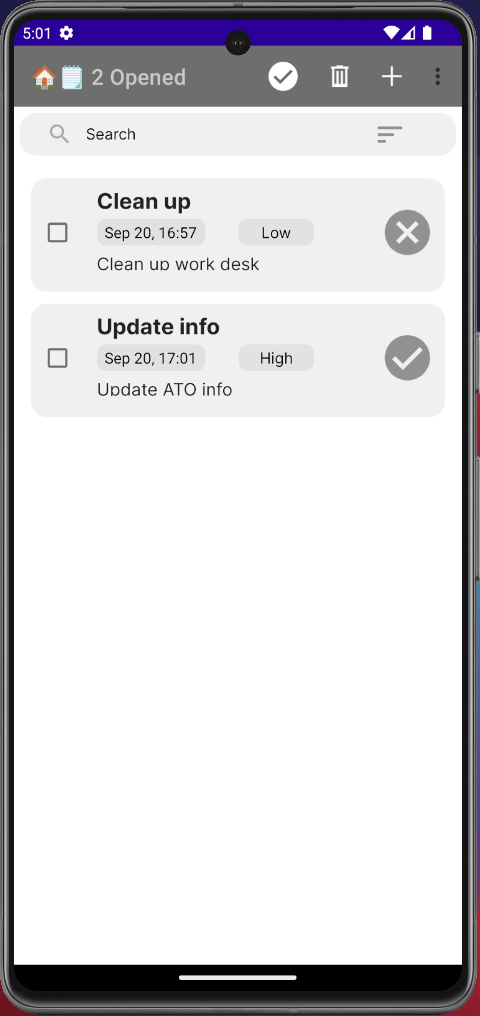 5:01
2 Opened
Search
Clean up
Sep 20, 16:57 Low
Clean up work desk
Update info
Sep 20, 17:01 High
Update ATO info